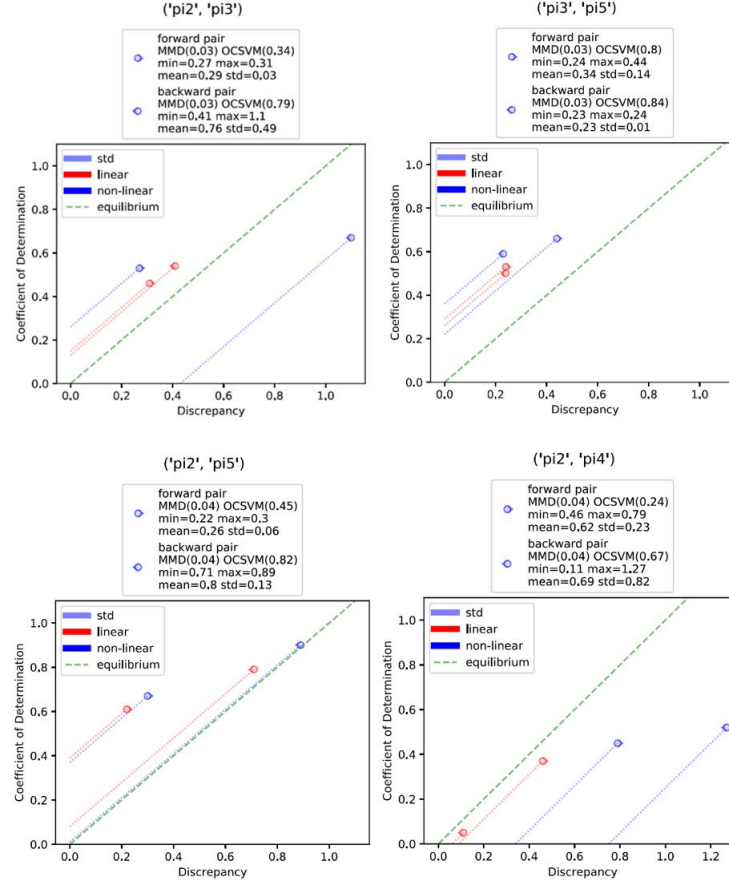 ('pi2', 'pi3')
forward pair
MMD(0.03) OCSVM(0.34)
min=0.27 max=0.31
mean=0.29 std=0.03
backward pair
MMD(0.03) OCSVM(0.79)
min=0.41 max=1.1
mean=0.76 std=0.49
std
linear
non-linear
equilibrium
1.0
0.8
0.6
0.4
0.2
0.0
Coefficient of Determination
0.0 0.2 0.4 0.6 0.8 1.0
Discrepancy
('pi3', 'pi5')
forward pair
MMD(0.03) OCSVM(0.8)
min=0.24 max=0.44
mean=0.34 std=0.14
backward pair
MMD(0.03) OCSVM(0.84)
min=0.23 max=0.24
mean=0.23 std=0.01
std
linear
non-linear
equilibrium
1.0
0.8
0.6
0.4
0.2
0.0
Coefficient of Determination
0.0 0.2 0.4 0.6 0.8 1.0
Discrepancy
('pi2', 'pi5')
forward pair
MMD(0.04) OCSVM(0.45)
min=0.22 max=0.3
mean=0.26 std=0.06
backward pair
MMD(0.04) OCSVM(0.82)
min=0.71 max=0.89
mean=0.8 std=0.13
std
linear
non-linear
equilibrium
1.0
0.8
0.6
0.4
0.2
0.0
Coefficient of Determination
0.0 0.2 0.4 0.6 0.8 1.0
Discrepancy
('pi2', 'pi4')
forward pair
MMD(0.04) OCSVM(0.24)
min=0.46 max=0.79
mean=0.62 std=0.23
backward pair
MMD(0.04) OCSVM(0.67)
min=0.11 max=1.27
mean=0.69 std=0.82
std
linear
non-linear
equilibrium
1.0
0.8
0.6
0.4
0.2
0.0
Coefficient of Determination
0.0 0.2 0.4 0.6 0.8 1.0 1.2
Discrepancy